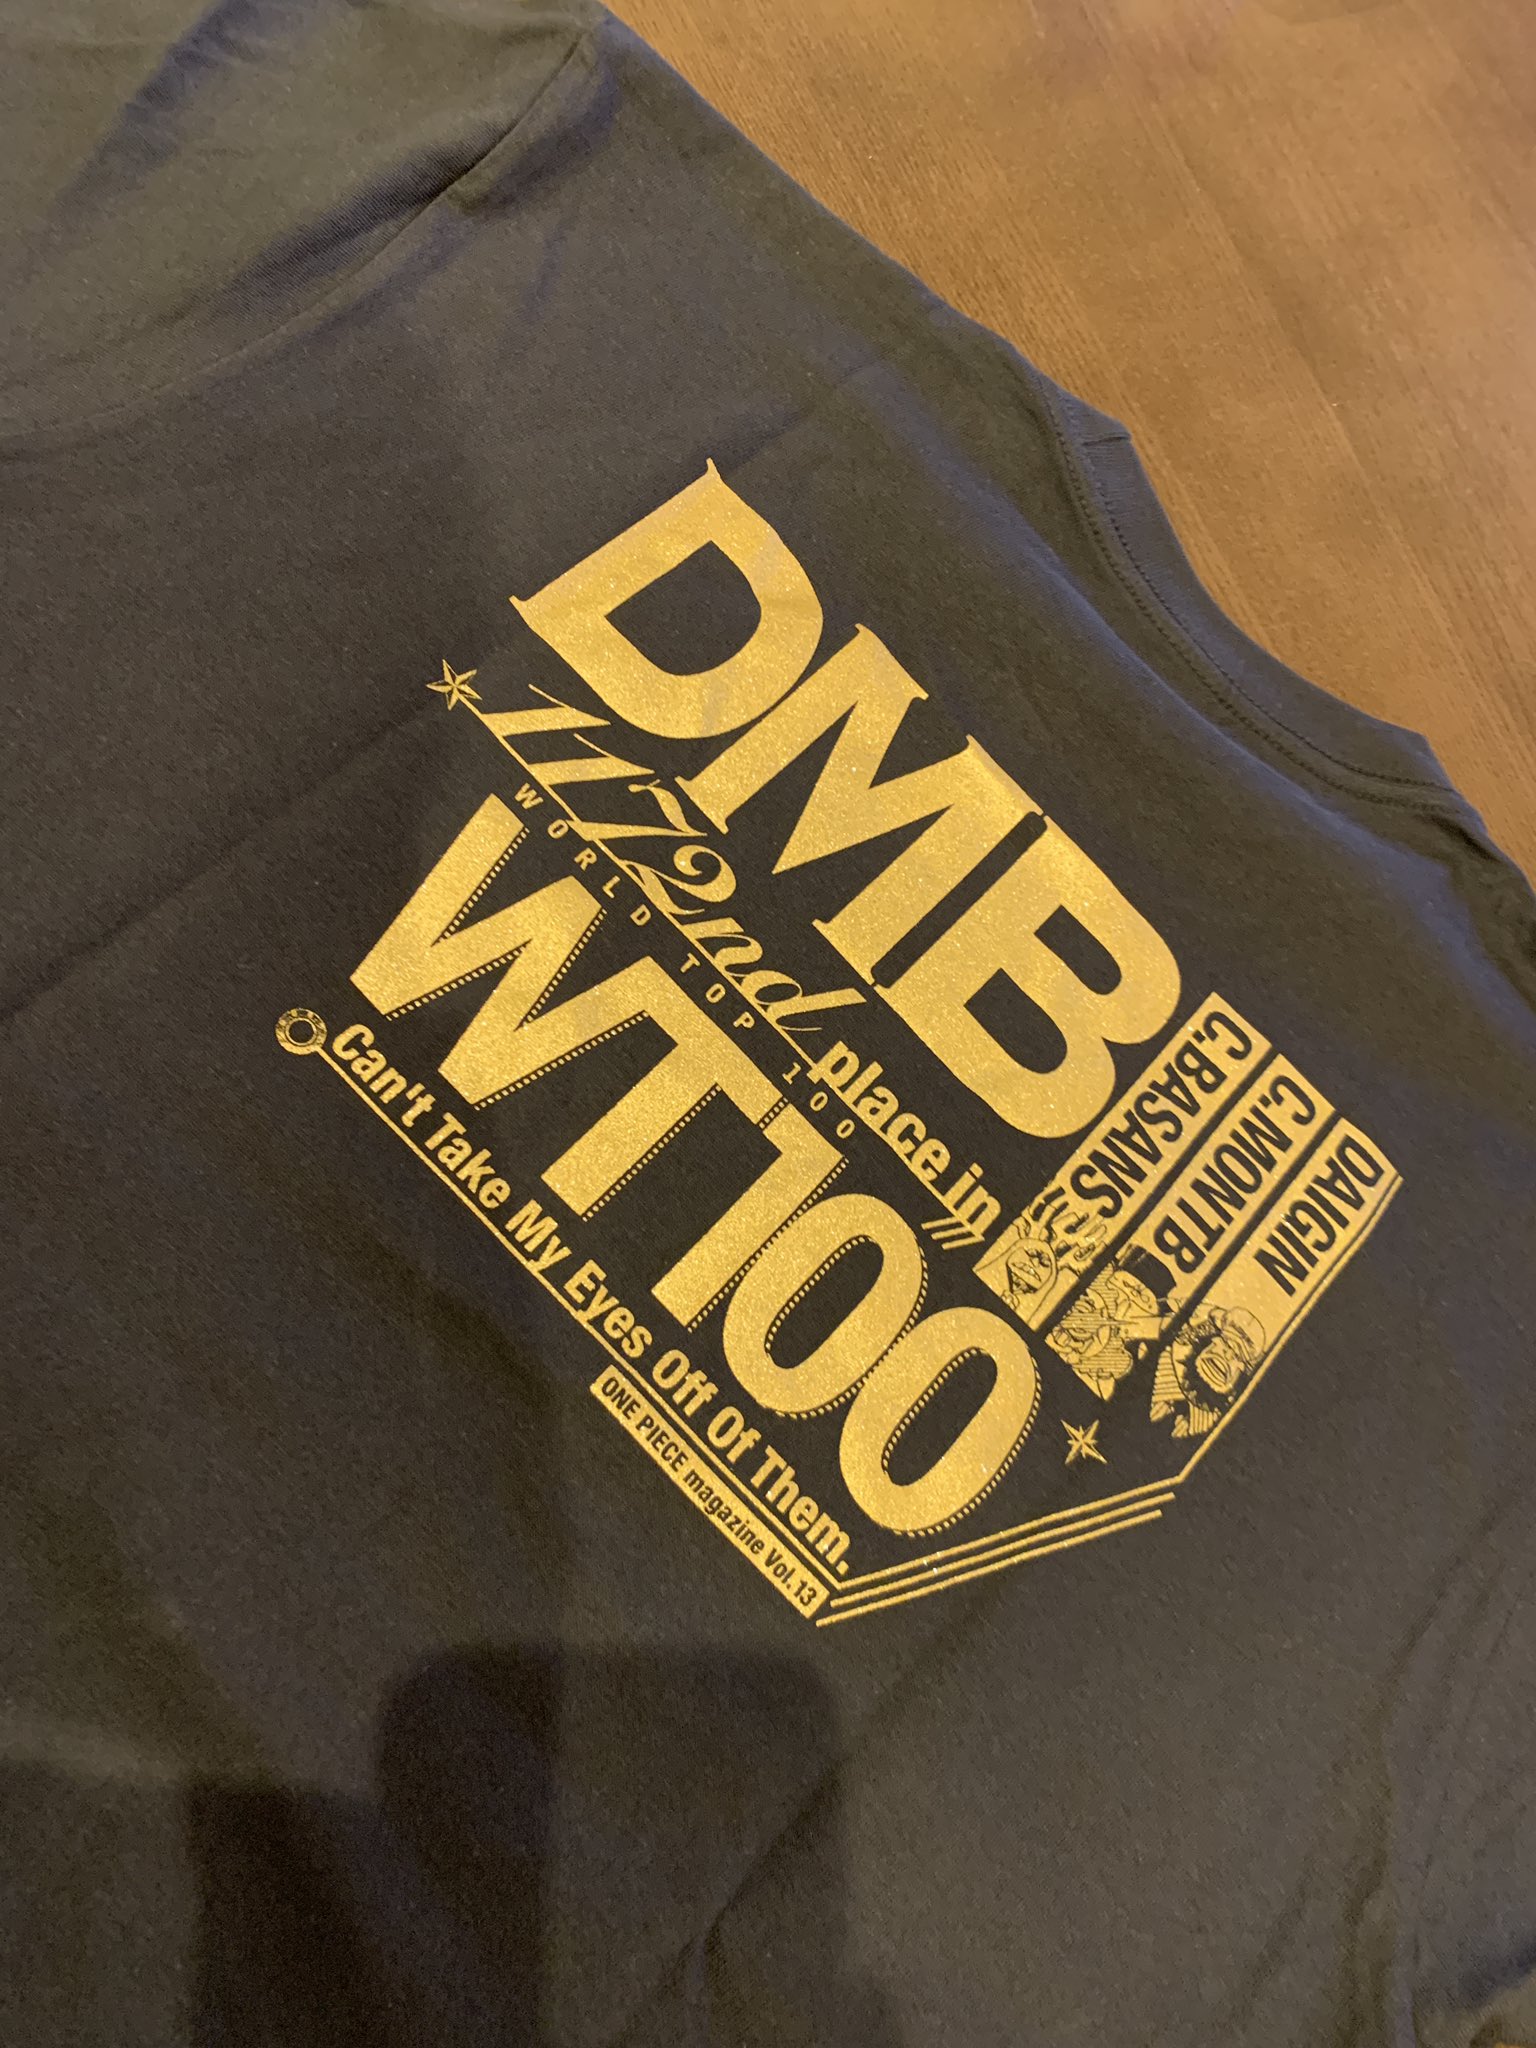 DMB
1172nd place in ///
WORLD TOP 100
WT100
Can't Take My Eyes Off Of Them.
ONE PIECE magazine Vol.13
C.BASANS
C.MONTB
DAIGIN